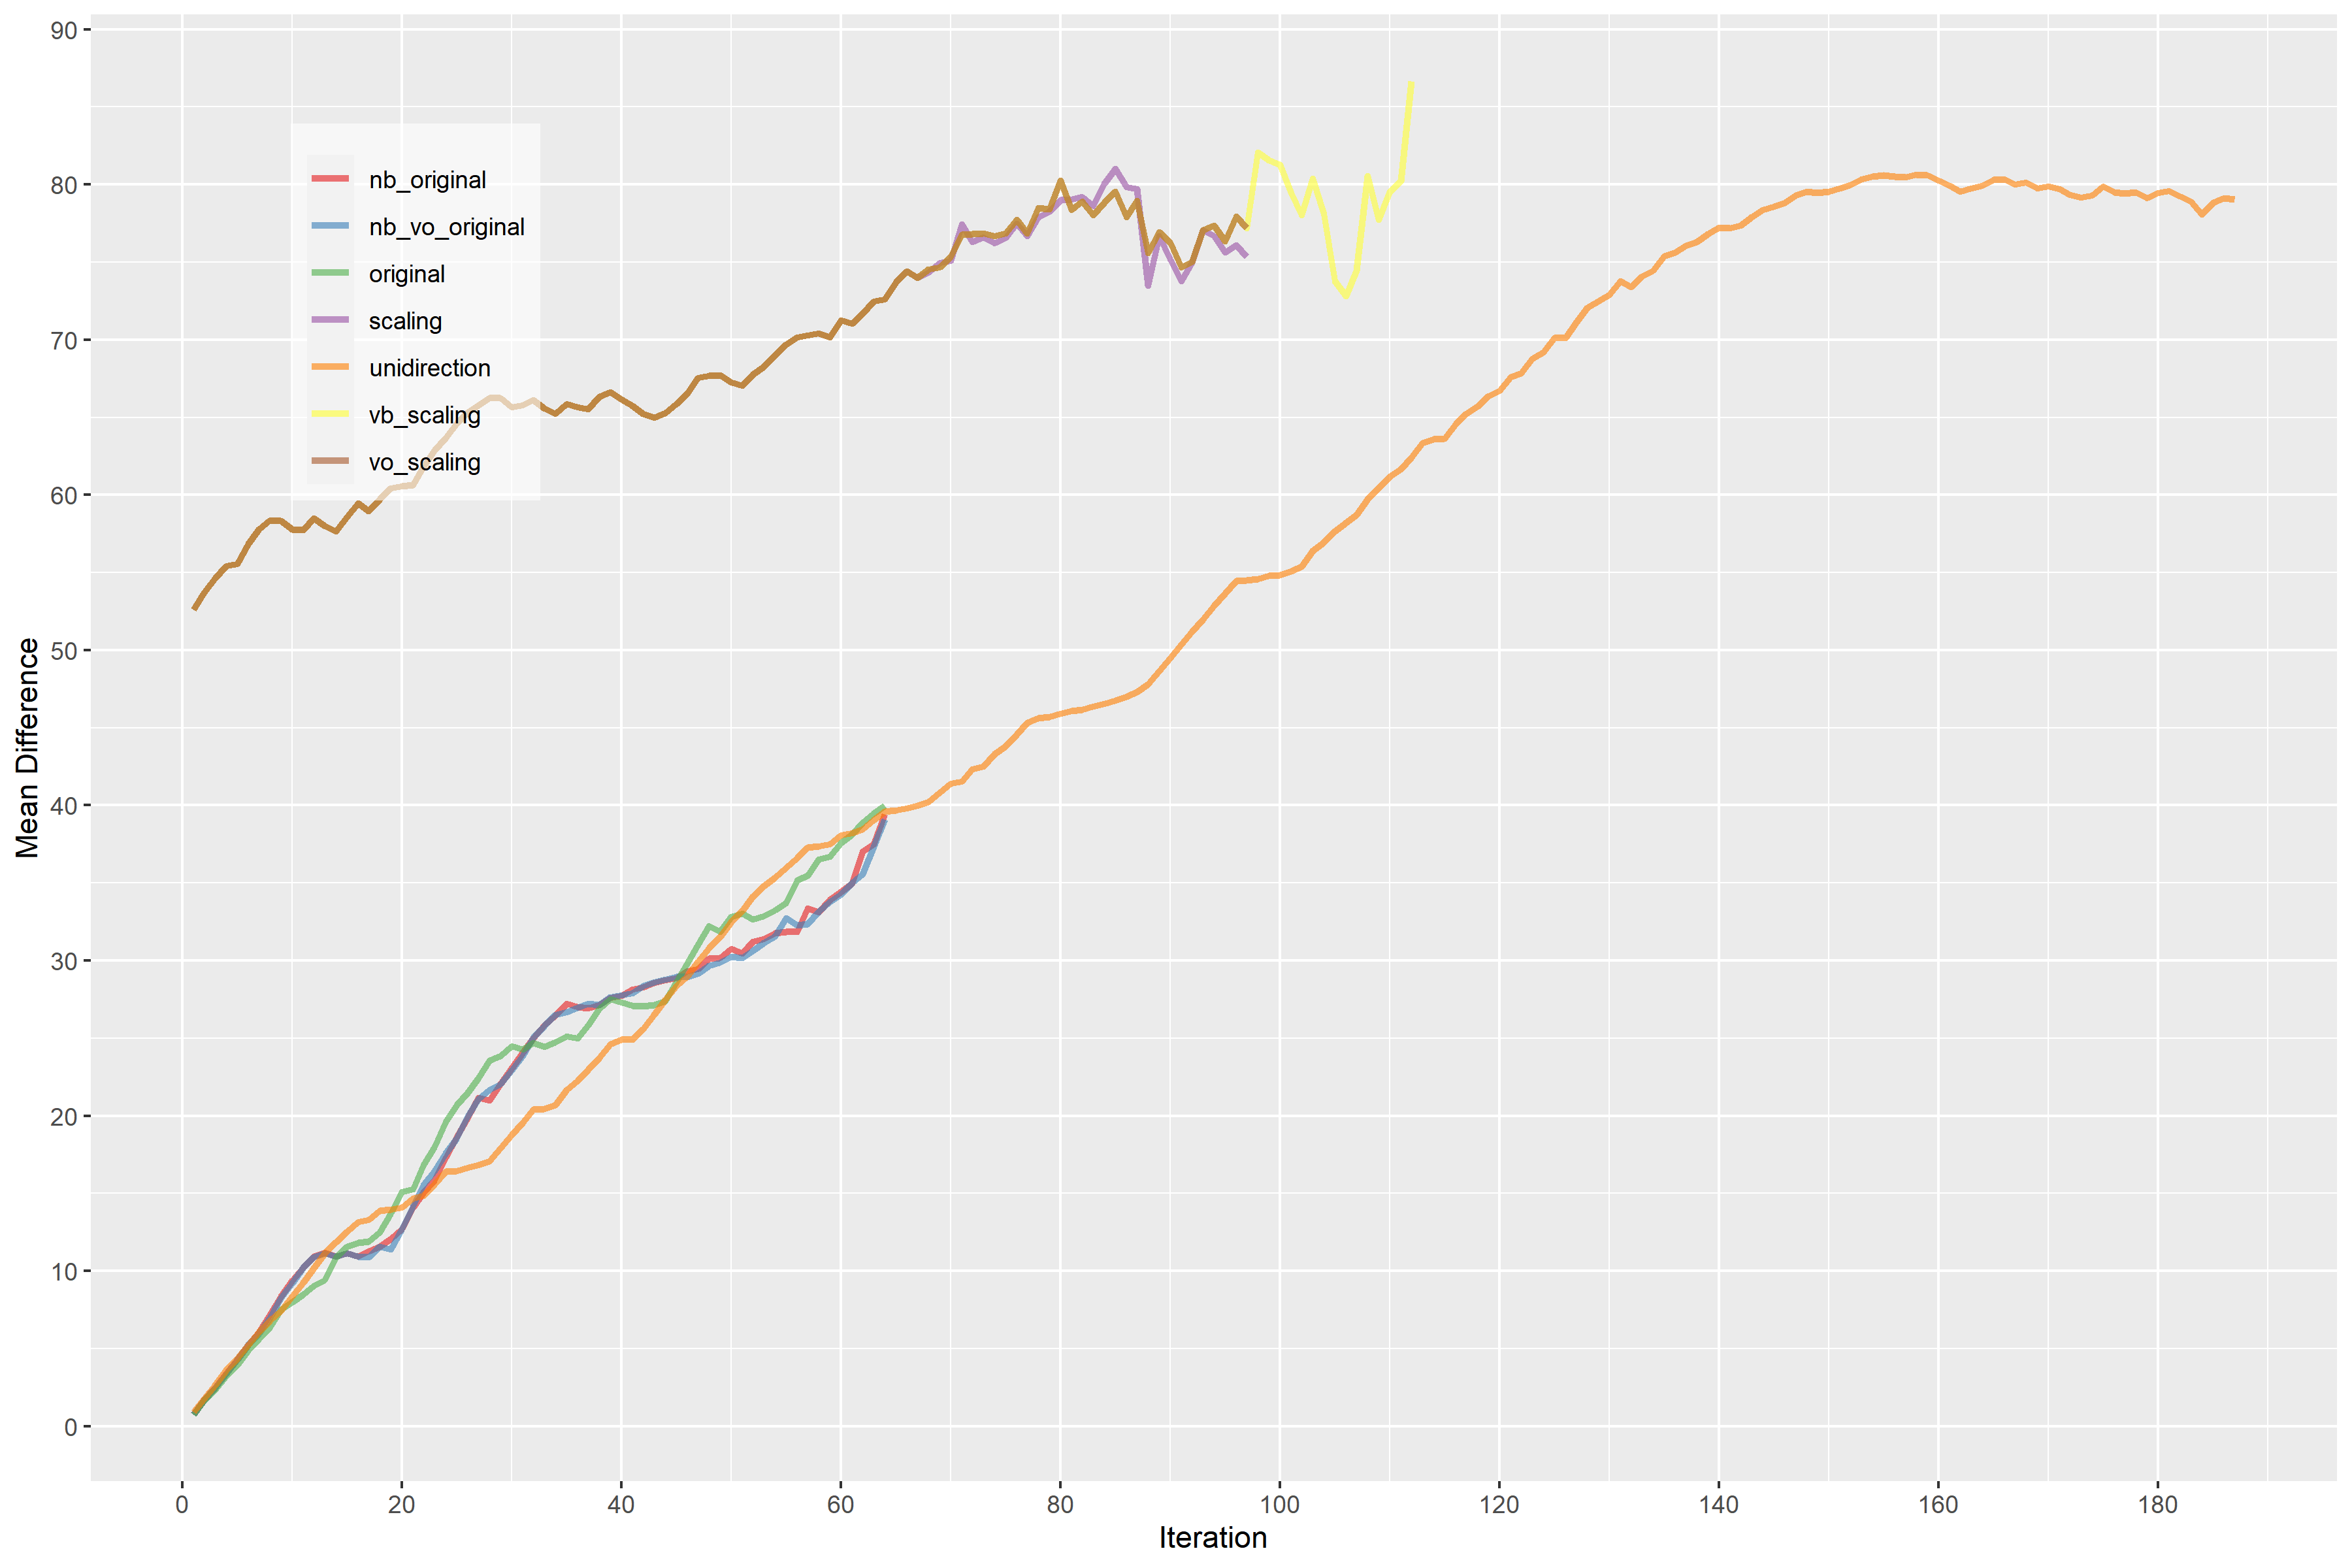 90
80
70
60
50
40
30
20
10
0
Mean Difference
nb_original
nb_vo_original
original
scaling
unidirection
vb_scaling
vo_scaling
0 20 40 60 80 100 120 140 160 180
Iteration